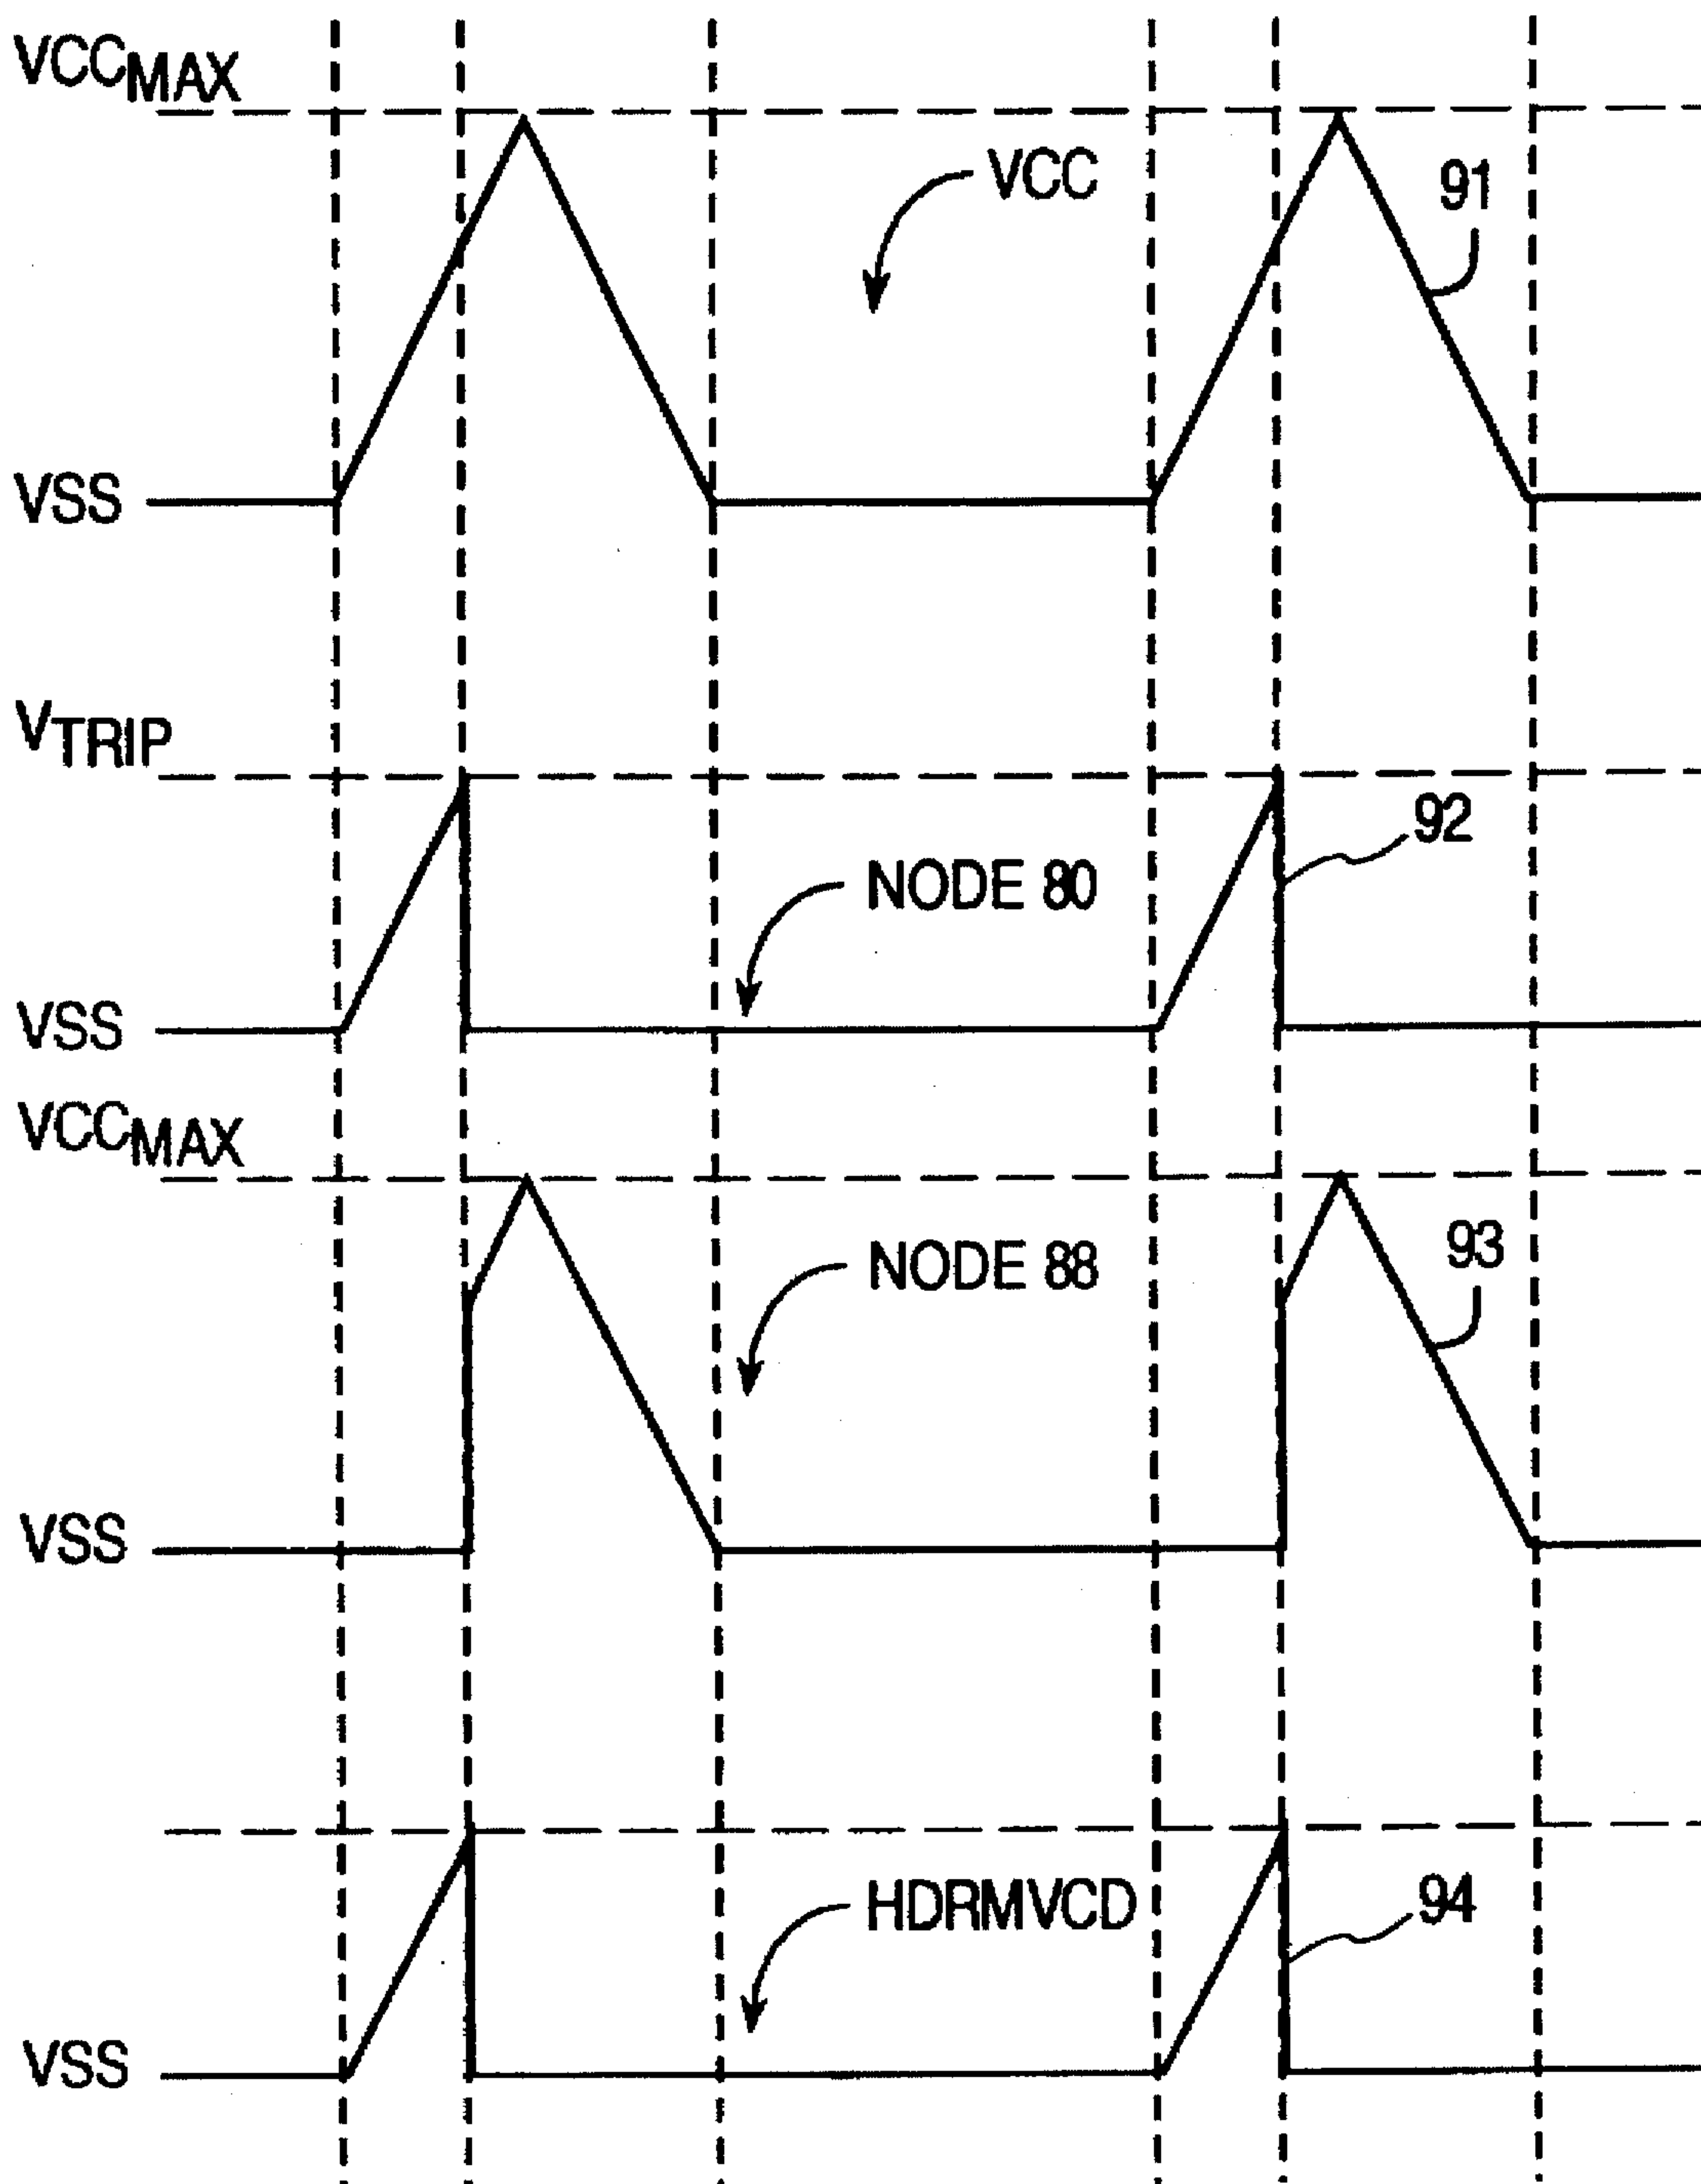 VCCMAX
VCC
91
VSS
VTRIP
92
NODE 80
VSS
VCCMAX
93
NODE 88
VSS
HDRMVCD
94
VSS